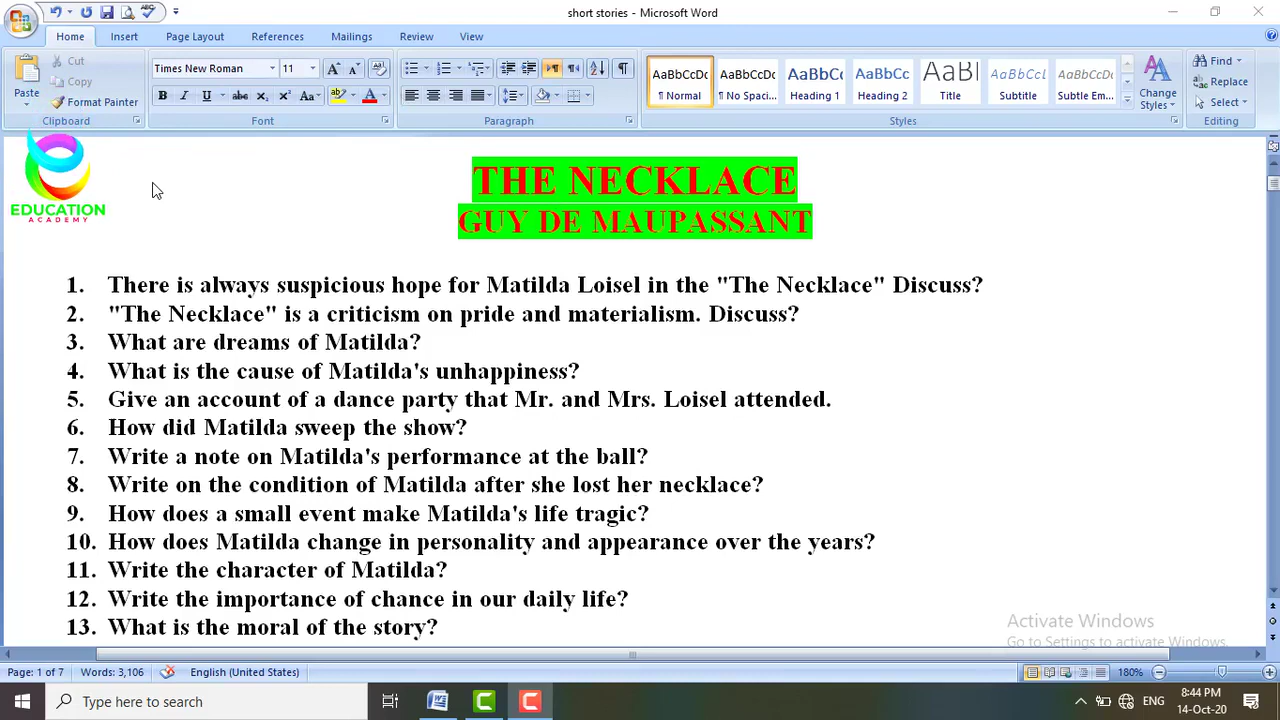 short stories - Microsoft Word
Home Insert Page Layout References Mailings Review View
Paste
Cut
Copy
Format Painter
Clipboard
Times New Roman 11
Font
Paragraph
AaBbCcDc AaBbCcDc AaBbCc AaBbCc AaBl AaBbCcL AaBbCcDc
¶ Normal ¶ No Spaci... Heading 1 Heading 2 Title Subtitle Subtle Em...
Change Styles
Styles
Find
Replace
Select
Editing
EDUCATION
ACADEMY
THE NECKLACE
GUY DE MAUPASSANT
1. There is always suspicious hope for Matilda Loisel in the "The Necklace" Discuss?
2. "The Necklace" is a criticism on pride and materialism. Discuss?
3. What are dreams of Matilda?
4. What is the cause of Matilda's unhappiness?
5. Give an account of a dance party that Mr. and Mrs. Loisel attended.
6. How did Matilda sweep the show?
7. Write a note on Matilda's performance at the ball?
8. Write on the condition of Matilda after she lost her necklace?
9. How does a small event make Matilda's life tragic?
10. How does Matilda change in personality and appearance over the years?
11. Write the character of Matilda?
12. Write the importance of chance in our daily life?
13. What is the moral of the story?
Activate Windows
Go to Settings to activate Windows.
Page: 1 of 7 Words: 3,106 English (United States) 180%
Type here to search
ENG
8:44 PM
14-Oct-20